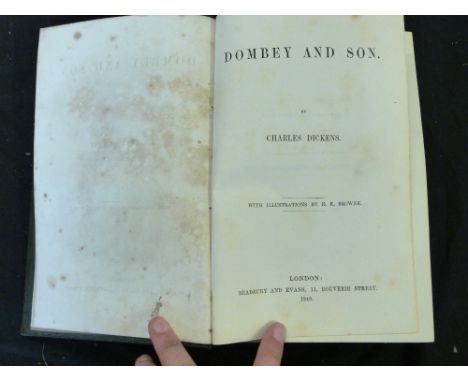 DOMBEY AND SON.
BY
CHARLES DICKENS.
WITH ILLUSTRATIONS BY H. K. BROWNE.
LONDON:
BRADBURY AND EVANS, 11, BOUVERIE STREET.
1848.